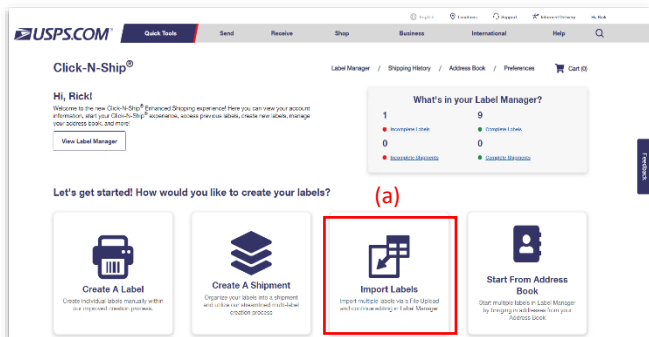 English
Locations
Support
Informed Delivery
Hi, Rick
USPS.COM
Quick Tools
Send
Receive
Shop
Business
International
Help
Click-N-Ship®
Label Manager / Shipping History / Address Book / Preferences
Cart (0)
Hi, Rick!
Welcome to the new Click-N-Ship® Enhanced Shipping experience! Here you can view your account
information, start your Click-N-Ship® experience, access previous labels, create new labels, manage
your address book, and more!
View Label Manager
What's in your Label Manager?
1
9
Incomplete Labels
Complete Labels
0
0
Incomplete Shipments
Complete Shipments
Feedback
Let's get started! How would you like to create your labels?
(a)
Create A Label
Create individual labels manually within
our improved creation process.
Create A Shipment
Organize your labels into a shipment
and utilize our streamlined multi-label
creation process
Import Labels
Import multiple labels via a File Upload
and continue editing in Label Manager
Start From Address
Book
Start multiple labels in Label Manager
by bringing in addresses from your
Address Book